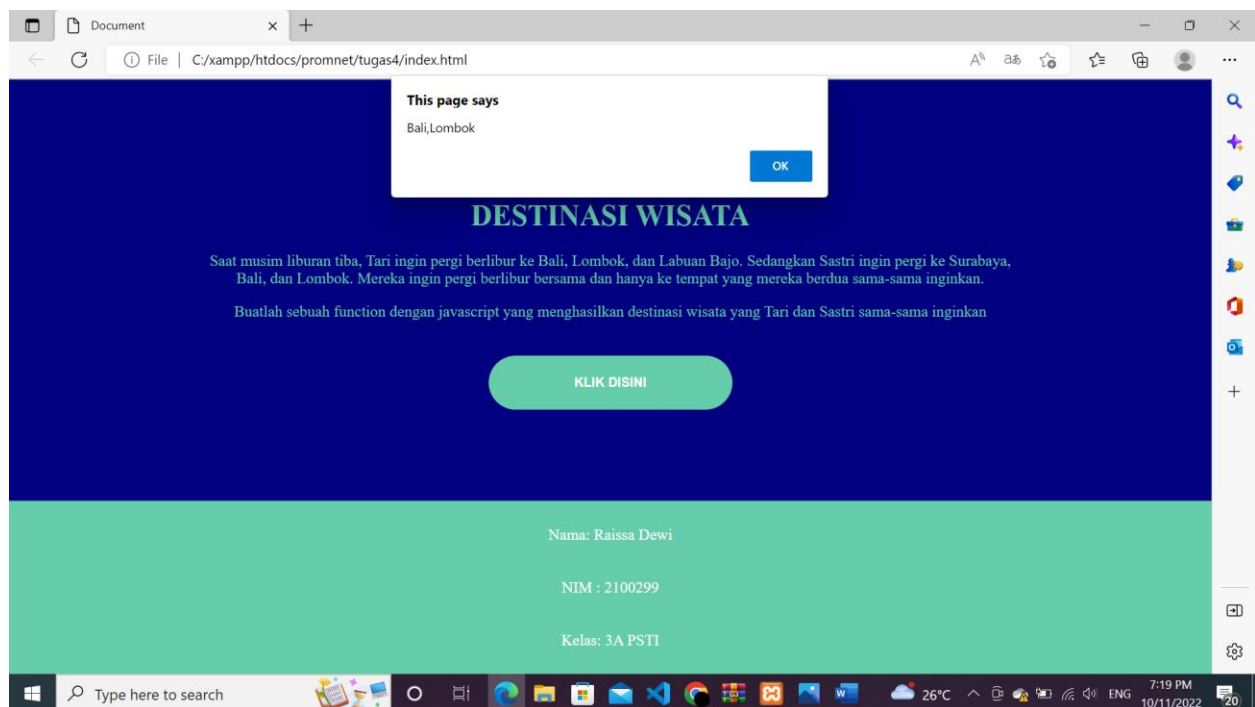 Document
File | C:/xampp/htdocs/promnet/tugas4/index.html
This page says
Bali,Lombok
OK
DESTINASI WISATA
Saat musim liburan tiba, Tari ingin pergi berlibur ke Bali, Lombok, dan Labuan Bajo. Sedangkan Sastri ingin pergi ke Surabaya,
Bali, dan Lombok. Mereka ingin pergi berlibur bersama dan hanya ke tempat yang mereka berdua sama-sama inginkan.
Buatlah sebuah function dengan javascript yang menghasilkan destinasi wisata yang Tari dan Sastri sama-sama inginkan
KLIK DISINI
Nama: Raissa Dewi
NIM : 2100299
Kelas: 3A PSTI
Type here to search
26°C
ENG
7:19 PM
10/11/2022
20